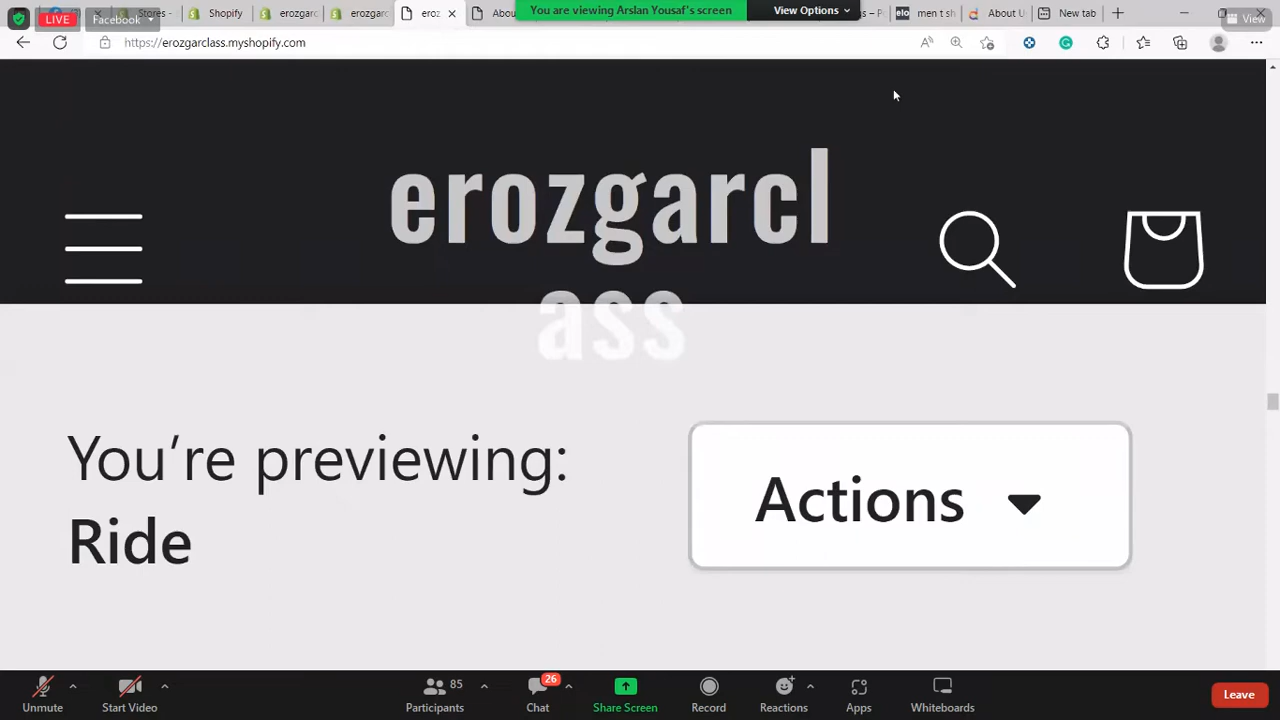 LIVE
Facebook
Stores -
Shopify
erozgarc
erozgarc
eroz
Abou
You are viewing Arslan Yousaf's screen
View Options
men t sh
About U
New tab
View
https://erozgarclass.myshopify.com
erozgarcl
ass
You're previewing:
Ride
Actions
Unmute
Start Video
Participants
85
Chat
26
Share Screen
Record
Reactions
Apps
Whiteboards
Leave